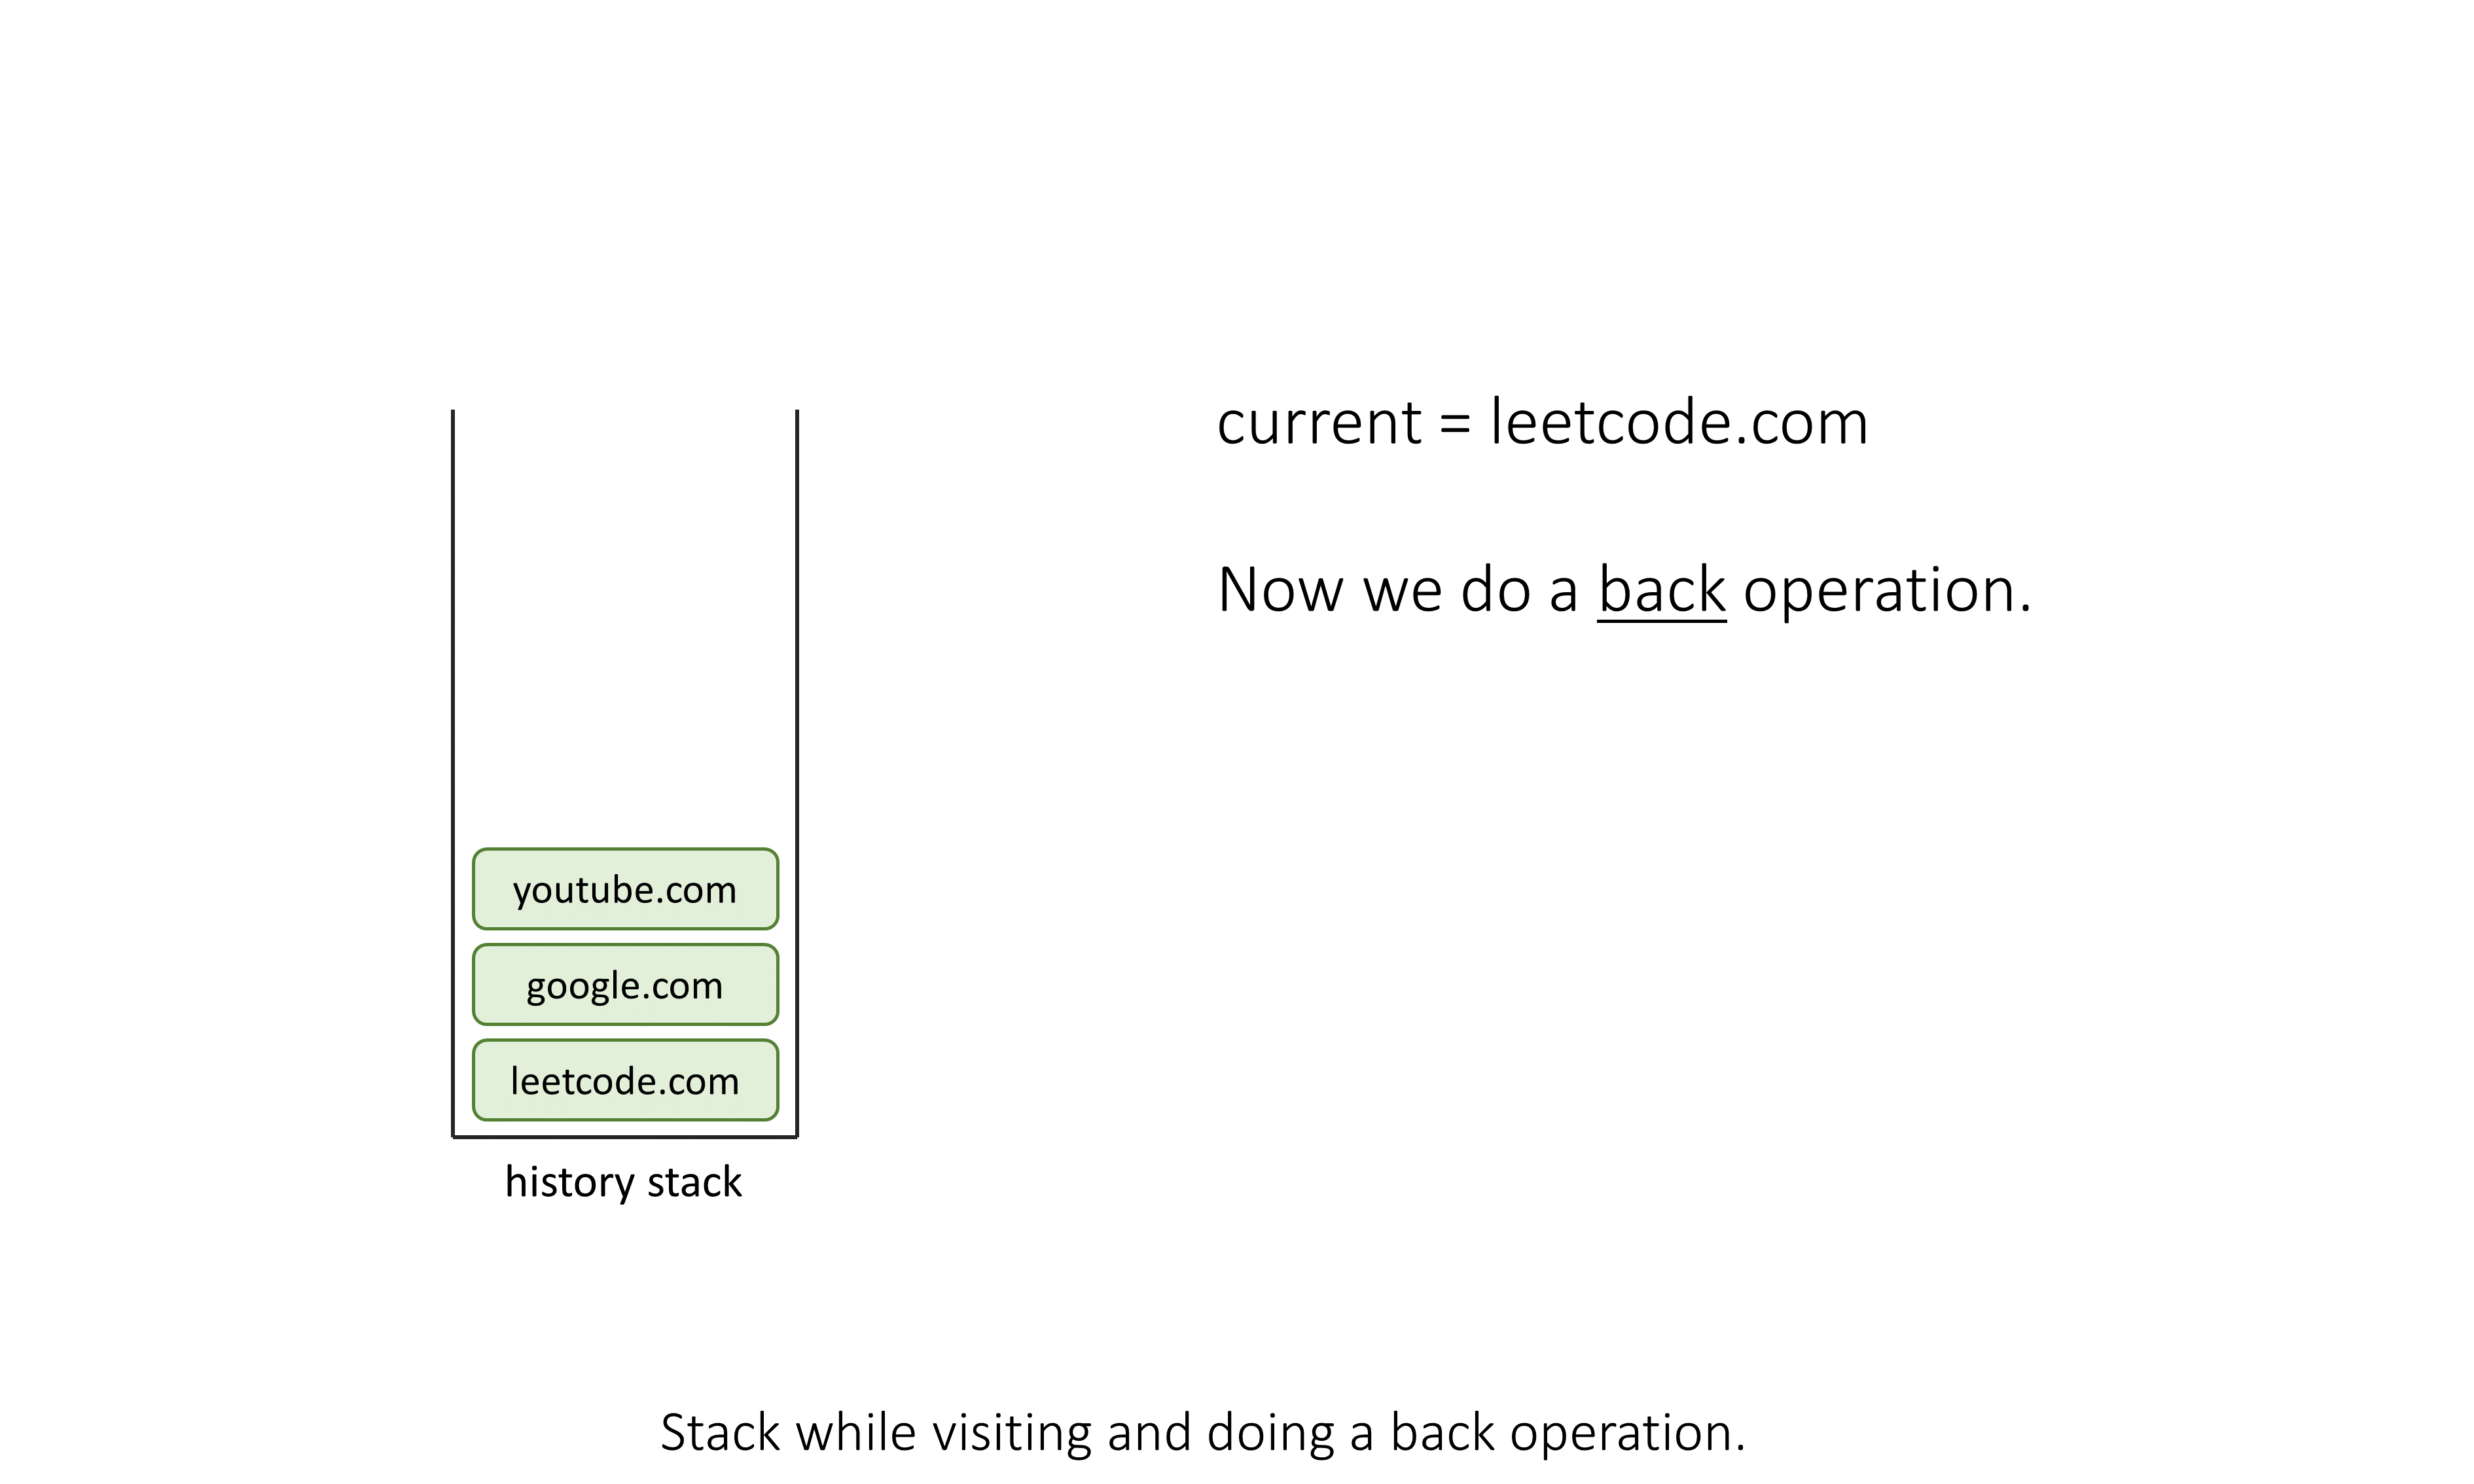 current = leetcode.com
Now we do a back operation.
youtube.com
google.com
leetcode.com
history stack
Stack while visiting and doing a back operation.